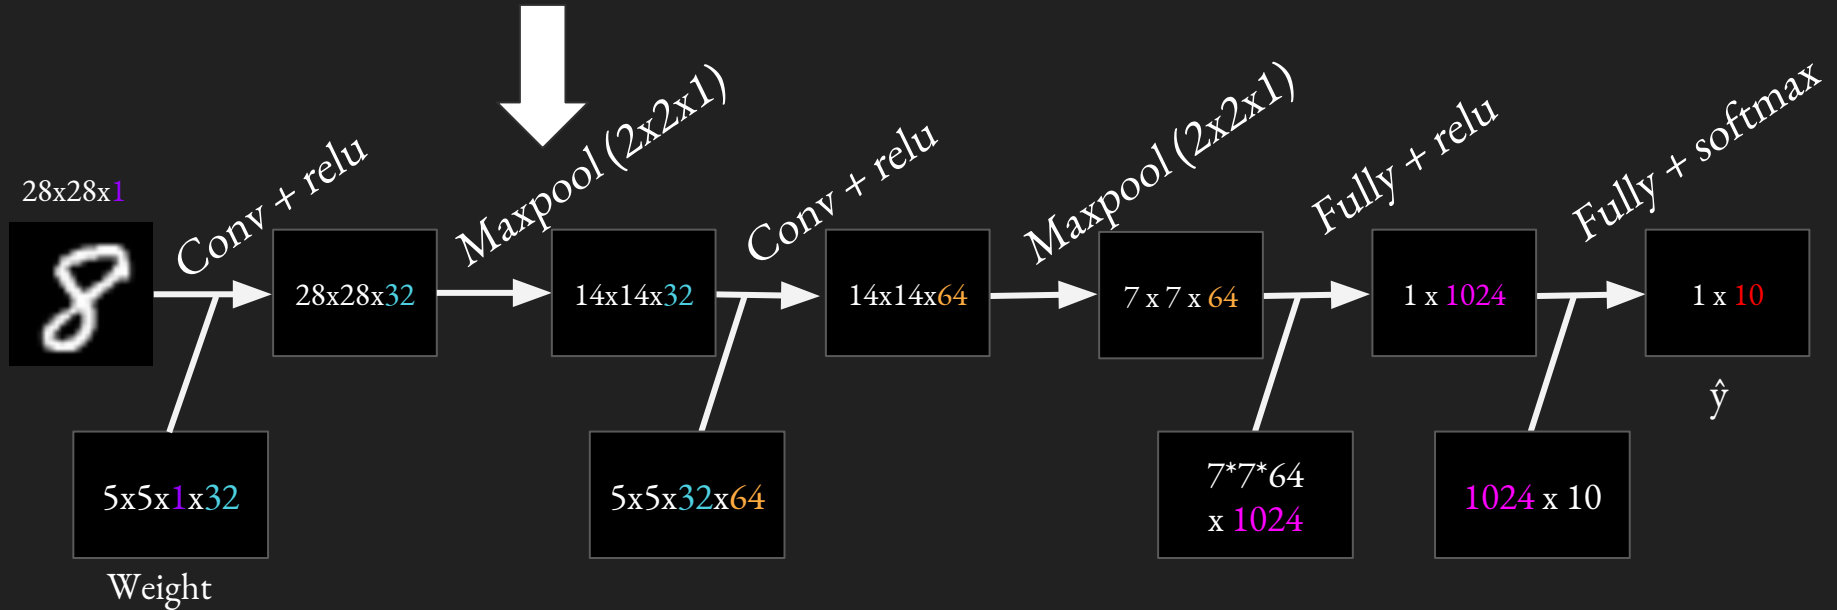 Conv + relu
Maxpool (2x2x1)
Conv + relu
Maxpool (2x2x1)
Fully + relu
Fully + softmax
28x28x1
8
28x28x32
14x14x32
14x14x64
7 x 7 x 64
1 x 1024
1 x 10
ŷ
5x5x1x32
5x5x32x64
7*7*64
x 1024
1024 x 10
Weight